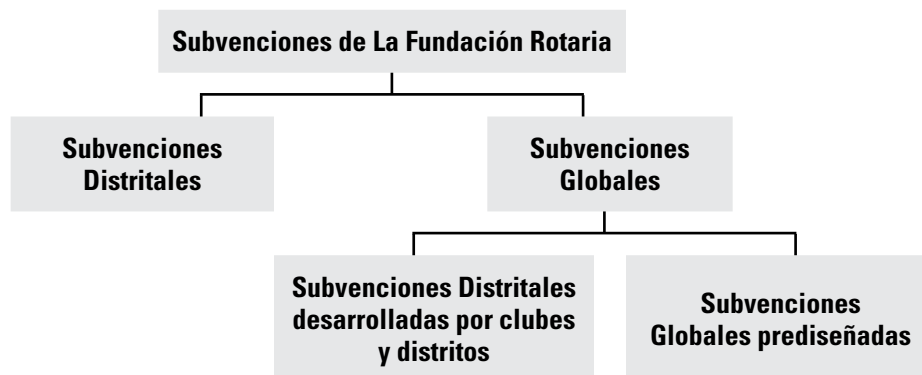 Subvenciones de La Fundación Rotaria
Subvenciones
Distritales
Subvenciones
Globales
Subvenciones Distritales
desarrolladas por clubes
y distritos
Subvenciones
Globales prediseñadas